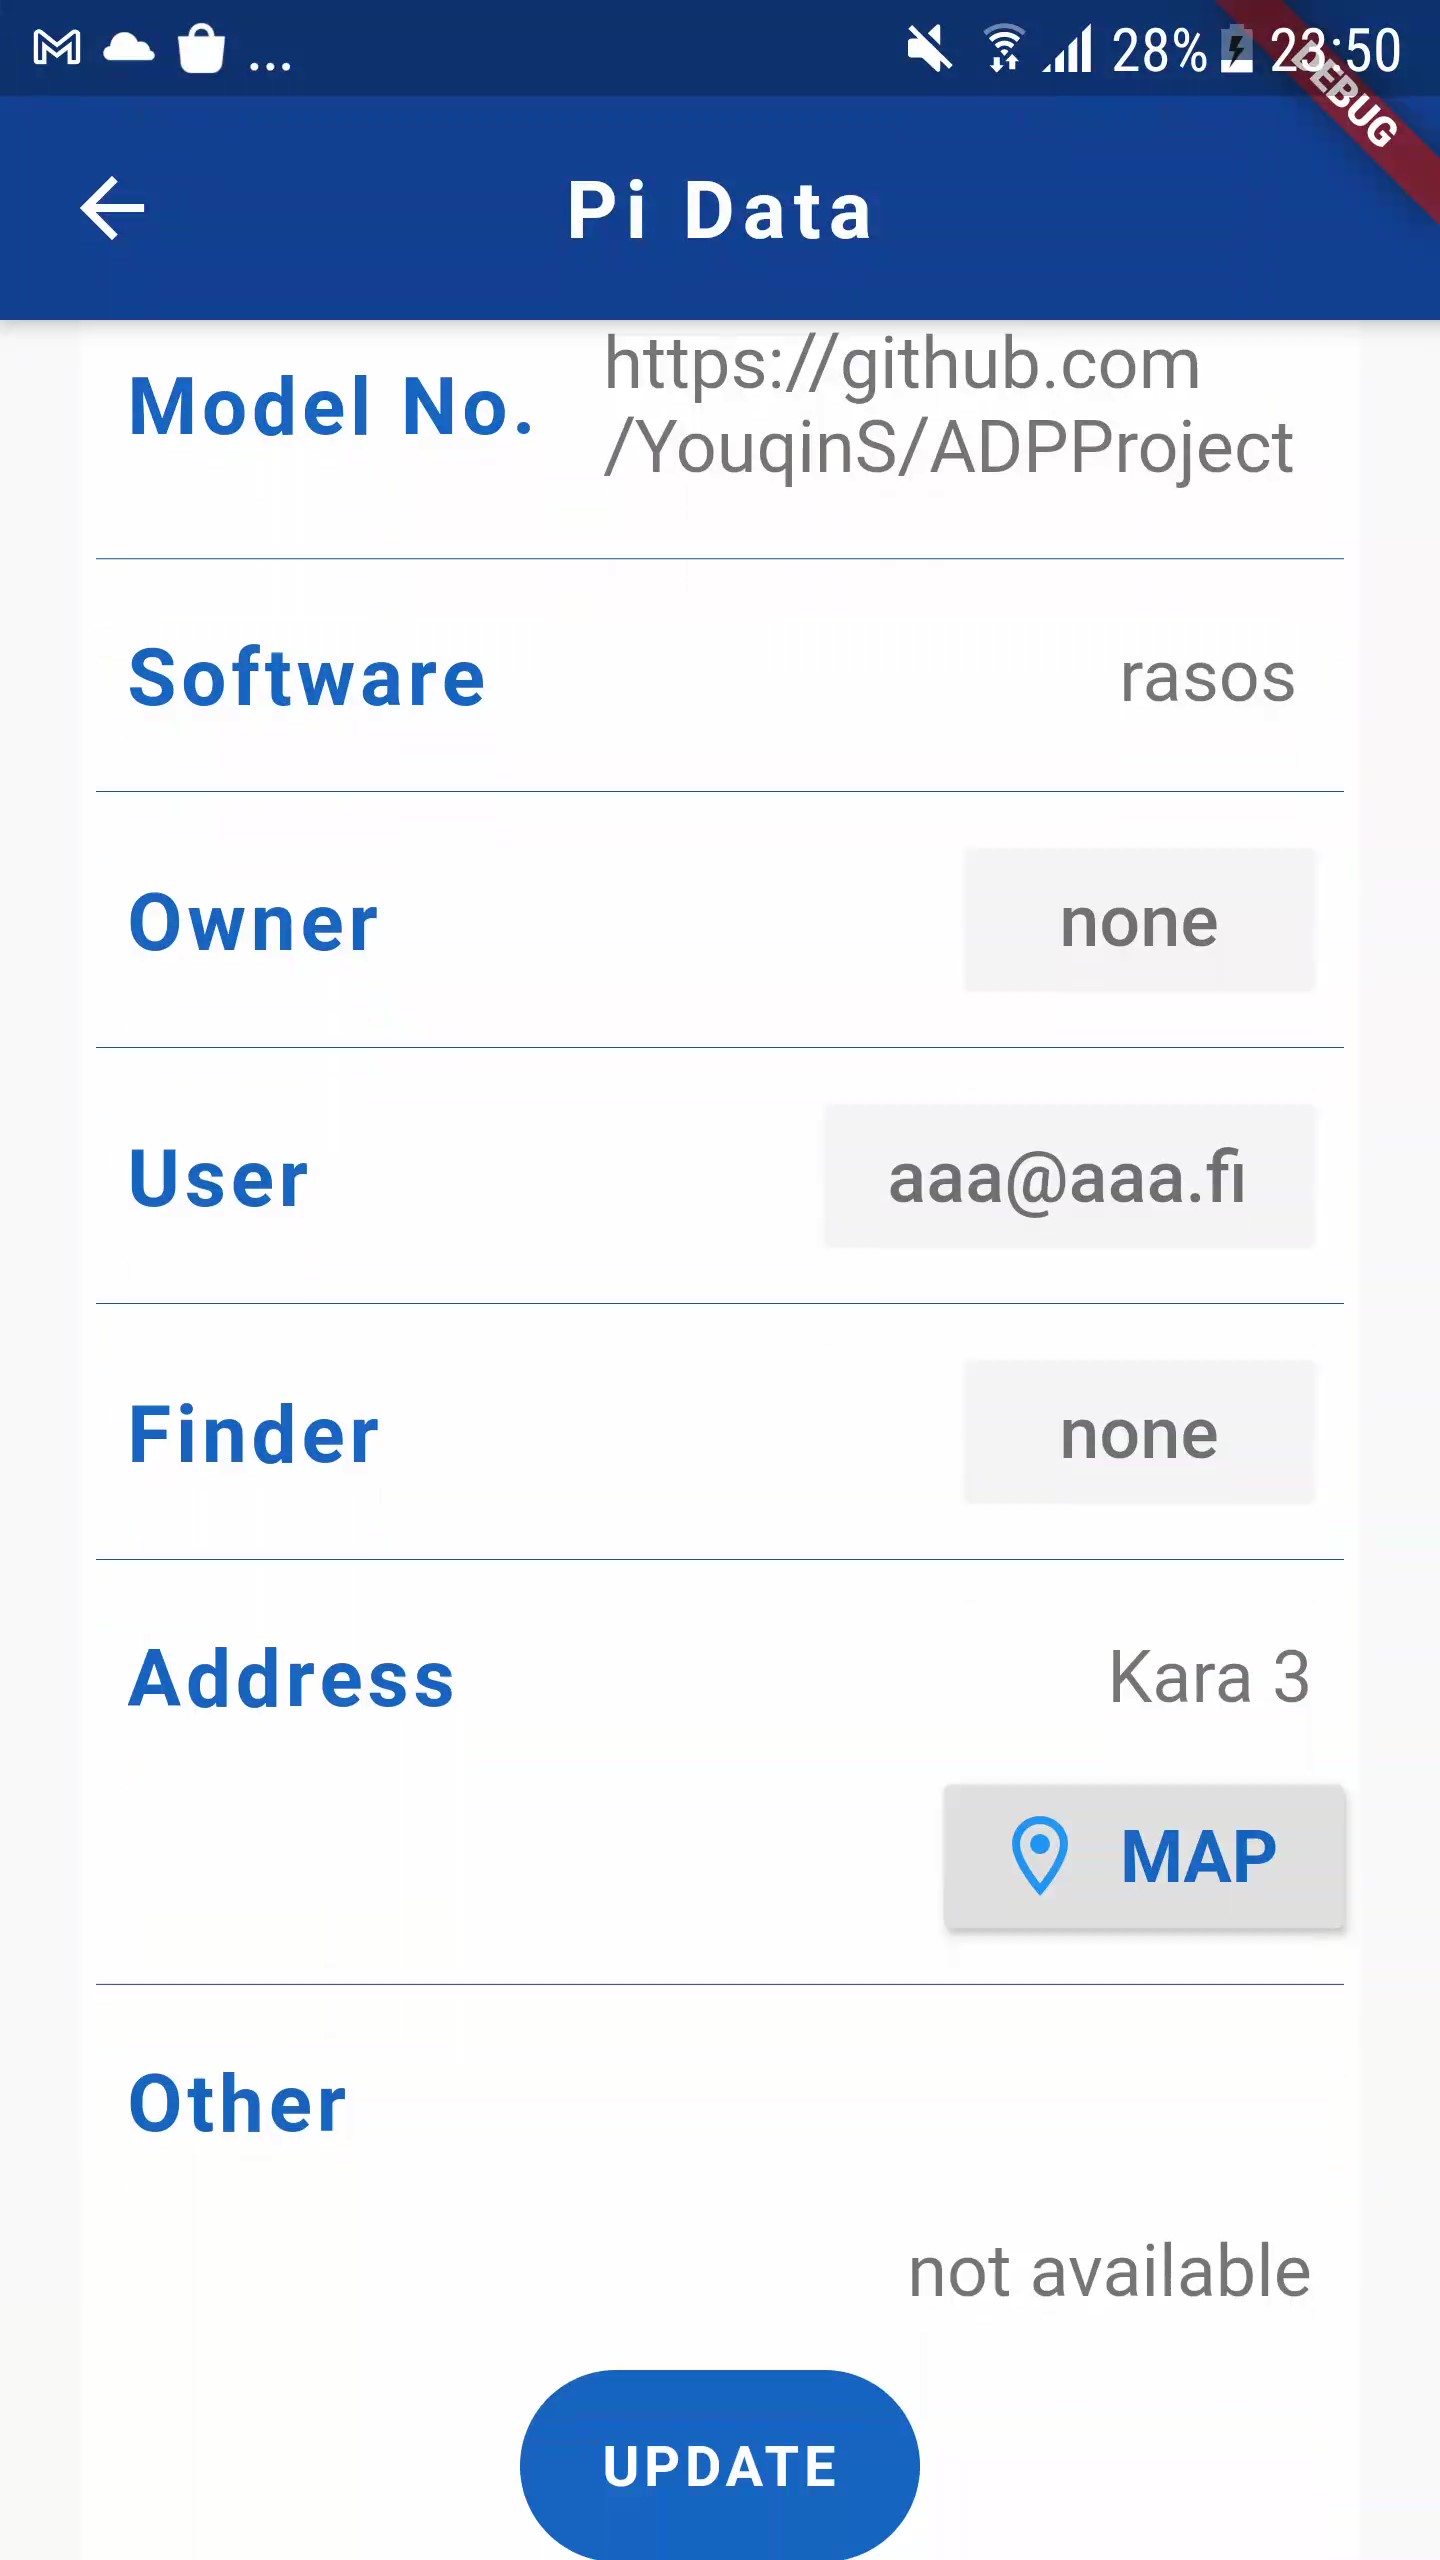 ... 28% 23:50
DEBUG
Pi Data
Model No. https://github.com
/YouqinS/ADPProject
Software rasos
Owner none
User aaa@aaa.fi
Finder none
Address Kara 3
MAP
Other
not available
UPDATE